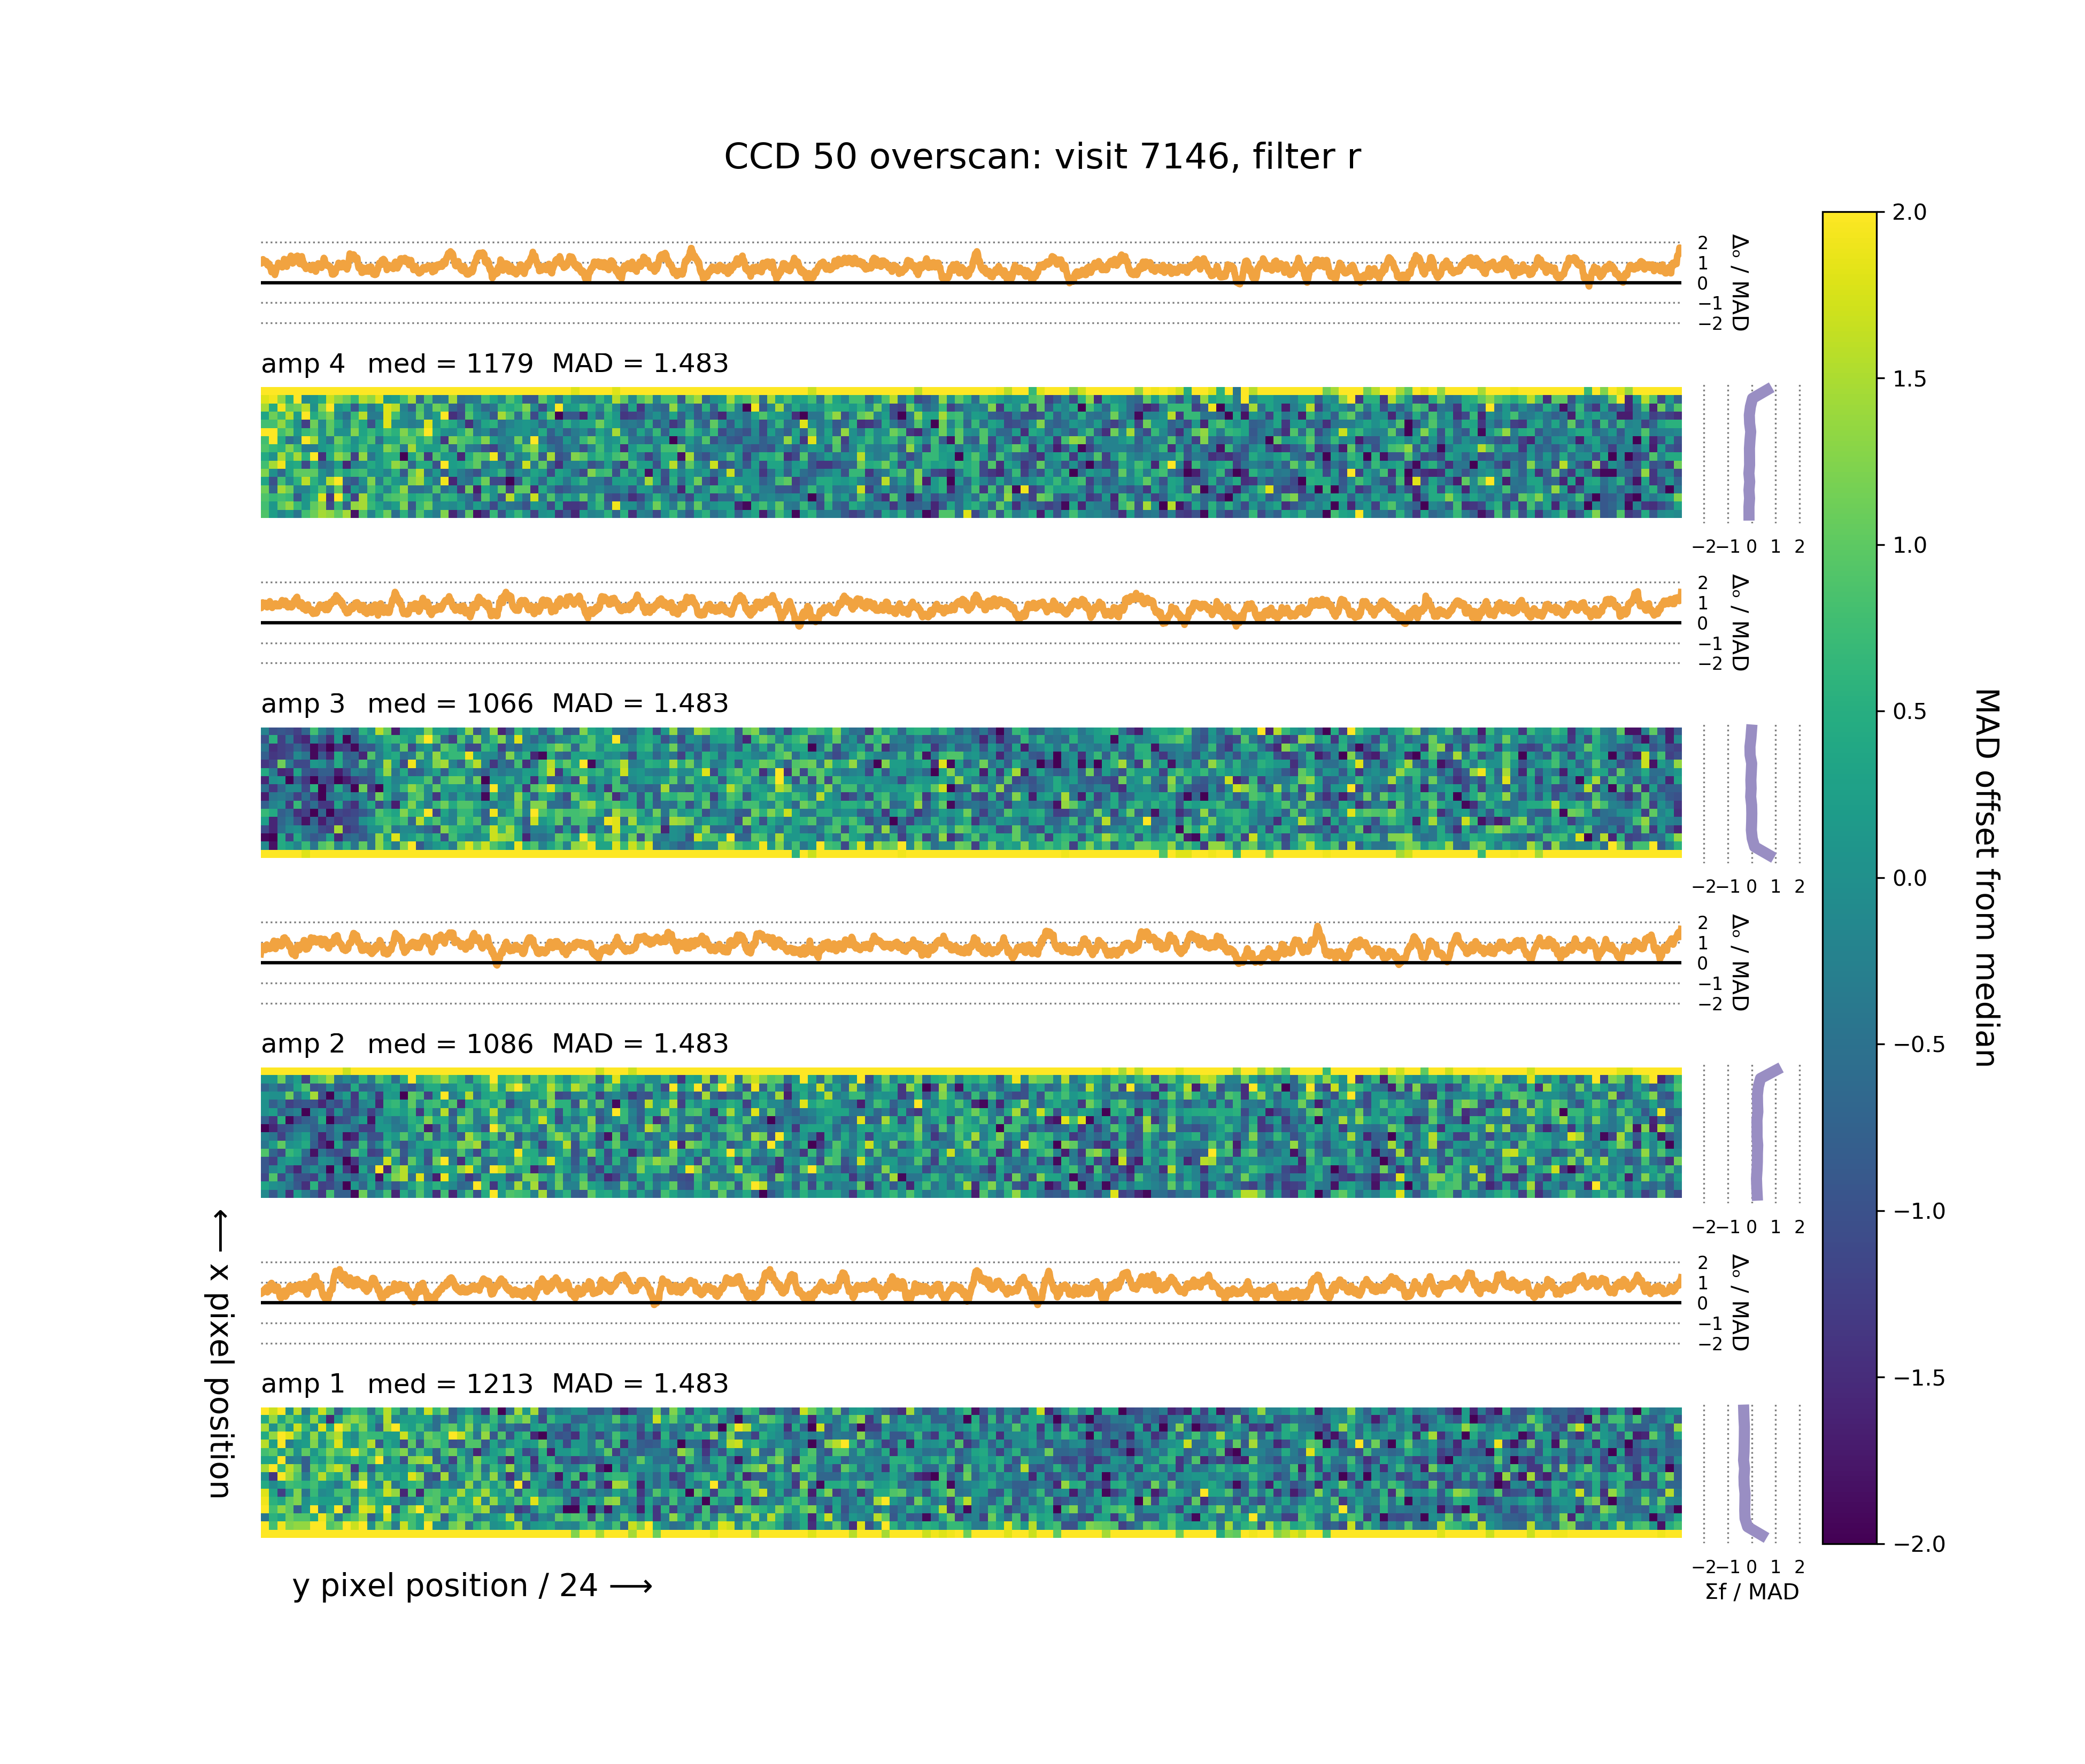 CCD 50 overscan: visit 7146, filter r
2
1
0
−1
−2
Δₒ / MAD
amp 4 med = 1179 MAD = 1.483
−2 −1 0 1 2
2
1
0
−1
−2
Δₒ / MAD
amp 3 med = 1066 MAD = 1.483
−2 −1 0 1 2
2
1
0
−1
−2
Δₒ / MAD
amp 2 med = 1086 MAD = 1.483
−2 −1 0 1 2
2
1
0
−1
−2
Δₒ / MAD
amp 1 med = 1213 MAD = 1.483
−2 −1 0 1 2
Σf / MAD
⟵ x pixel position
y pixel position / 24 ⟶
2.0
1.5
1.0
0.5
0.0
−0.5
−1.0
−1.5
−2.0
MAD offset from median